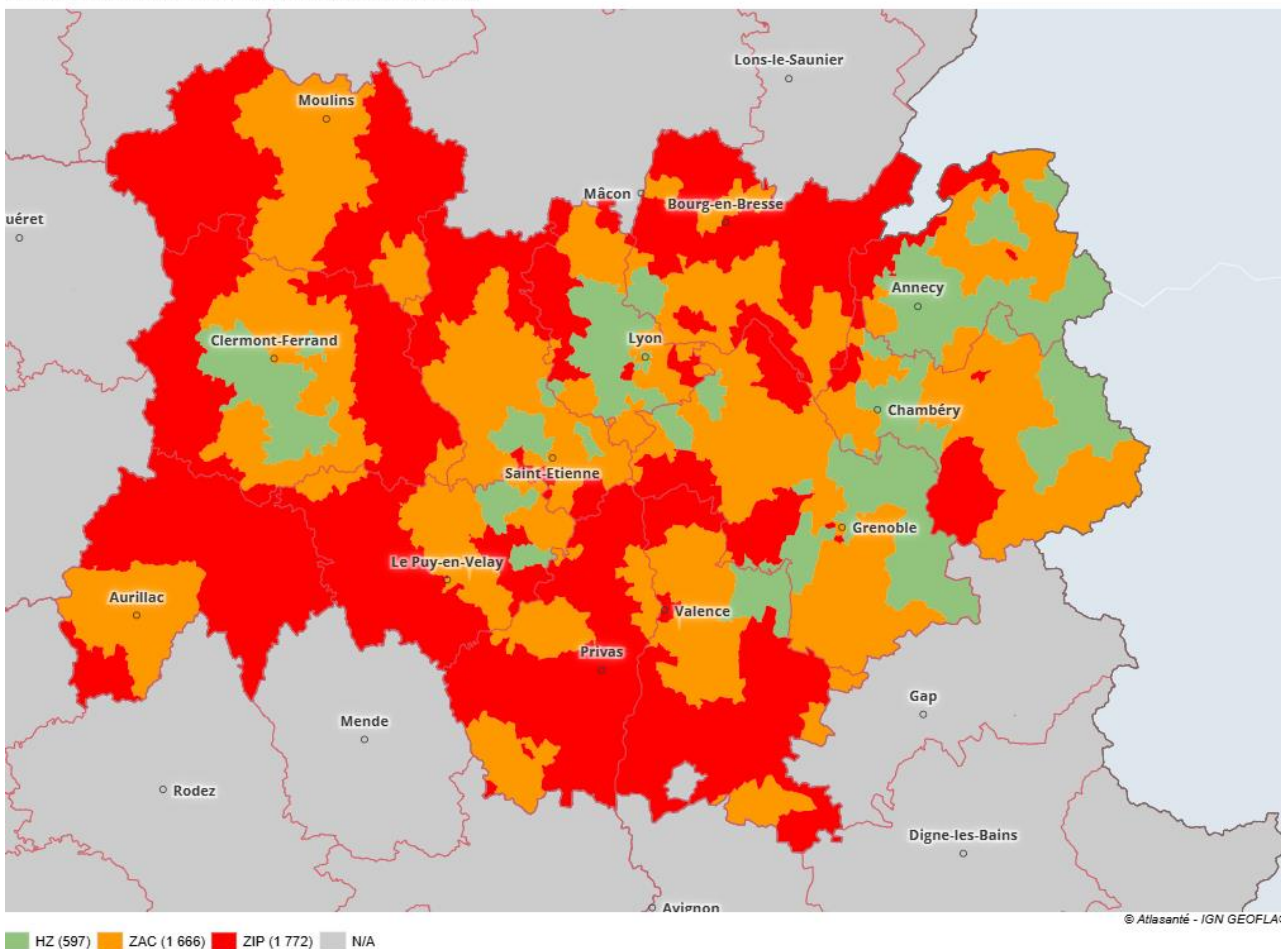 Lons-le-Saunier
Moulins
Mâcon
Bourg-en-Bresse
uéret
Annecy
Clermont-Ferrand
Lyon
Chambéry
Saint-Etienne
Grenoble
Le Puy-en-Velay
Aurillac
Valence
Privas
Gap
Mende
Rodez
Digne-les-Bains
Avignon
© Atlasanté - IGN GEOFLA
HZ (597) ZAC (1 666) ZIP (1 772) N/A